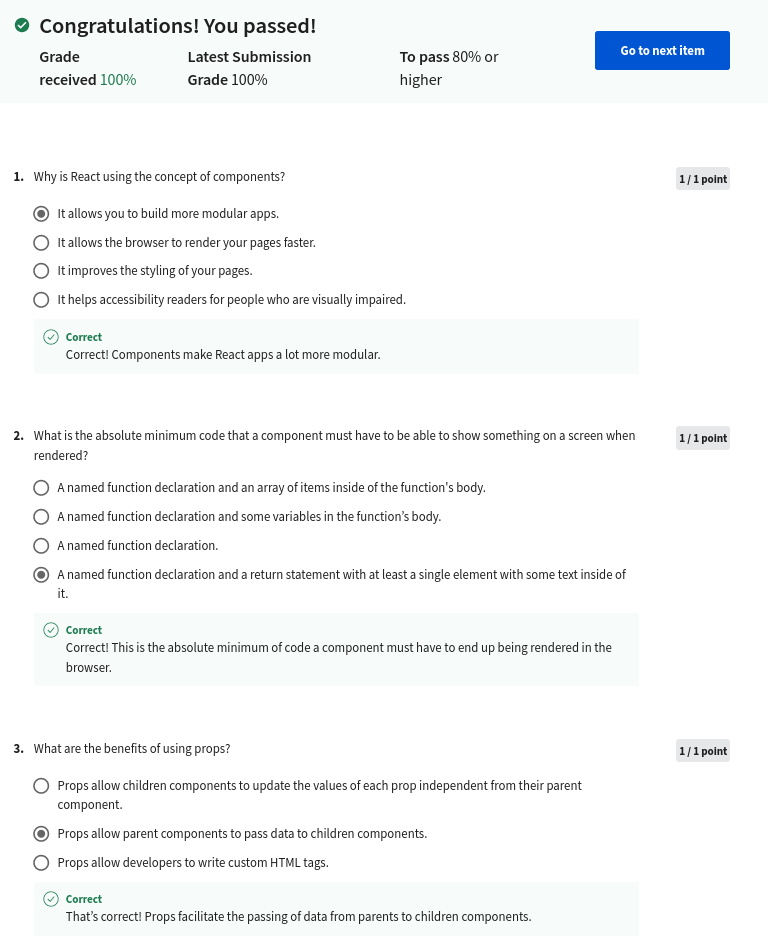 Congratulations! You passed!
Grade received 100%
Latest Submission Grade 100%
To pass 80% or higher
Go to next item
1. Why is React using the concept of components?
1 / 1 point
It allows you to build more modular apps.
It allows the browser to render your pages faster.
It improves the styling of your pages.
It helps accessibility readers for people who are visually impaired.
Correct
Correct! Components make React apps a lot more modular.
2. What is the absolute minimum code that a component must have to be able to show something on a screen when
rendered?
1 / 1 point
A named function declaration and an array of items inside of the function's body.
A named function declaration and some variables in the function’s body.
A named function declaration.
A named function declaration and a return statement with at least a single element with some text inside of
it.
Correct
Correct! This is the absolute minimum of code a component must have to end up being rendered in the
browser.
3. What are the benefits of using props?
1 / 1 point
Props allow children components to update the values of each prop independent from their parent
component.
Props allow parent components to pass data to children components.
Props allow developers to write custom HTML tags.
Correct
That’s correct! Props facilitate the passing of data from parents to children components.